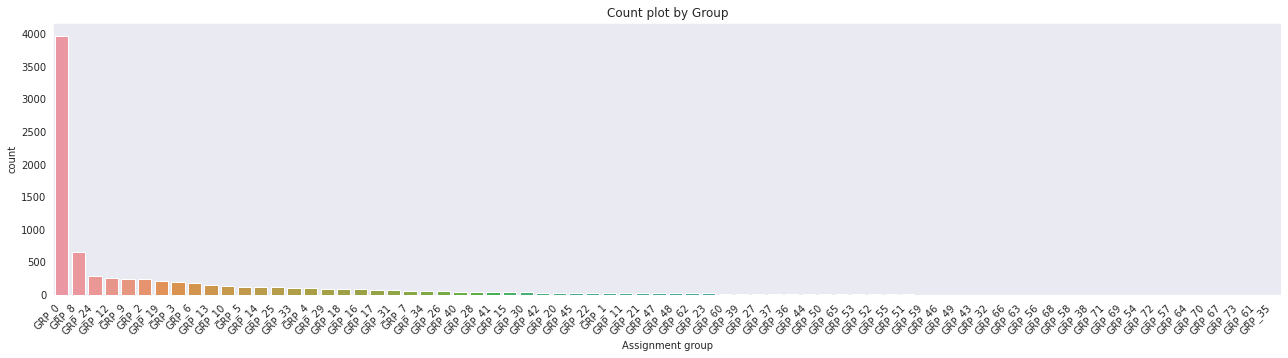 Count plot by Group
count
4000
3500
3000
2500
2000
1500
1000
500
0
GRP_0
GRP_8
GRP_24
GRP_12
GRP_9
GRP_2
GRP_19
GRP_3
GRP_6
GRP_13
GRP_10
GRP_5
GRP_14
GRP_25
GRP_33
GRP_4
GRP_29
GRP_18
GRP_16
GRP_17
GRP_31
GRP_7
GRP_34
GRP_26
GRP_40
GRP_28
GRP_41
GRP_15
GRP_30
GRP_42
GRP_20
GRP_45
GRP_22
GRP_1
GRP_11
GRP_21
GRP_47
GRP_48
GRP_62
GRP_23
GRP_60
GRP_39
GRP_27
GRP_37
GRP_36
GRP_44
GRP_50
GRP_65
GRP_53
GRP_52
GRP_55
GRP_51
GRP_59
GRP_46
GRP_49
GRP_43
GRP_32
GRP_66
GRP_63
GRP_56
GRP_68
GRP_58
GRP_38
GRP_71
GRP_69
GRP_54
GRP_72
GRP_57
GRP_64
GRP_70
GRP_67
GRP_73
GRP_61
GRP_35
Assignment group